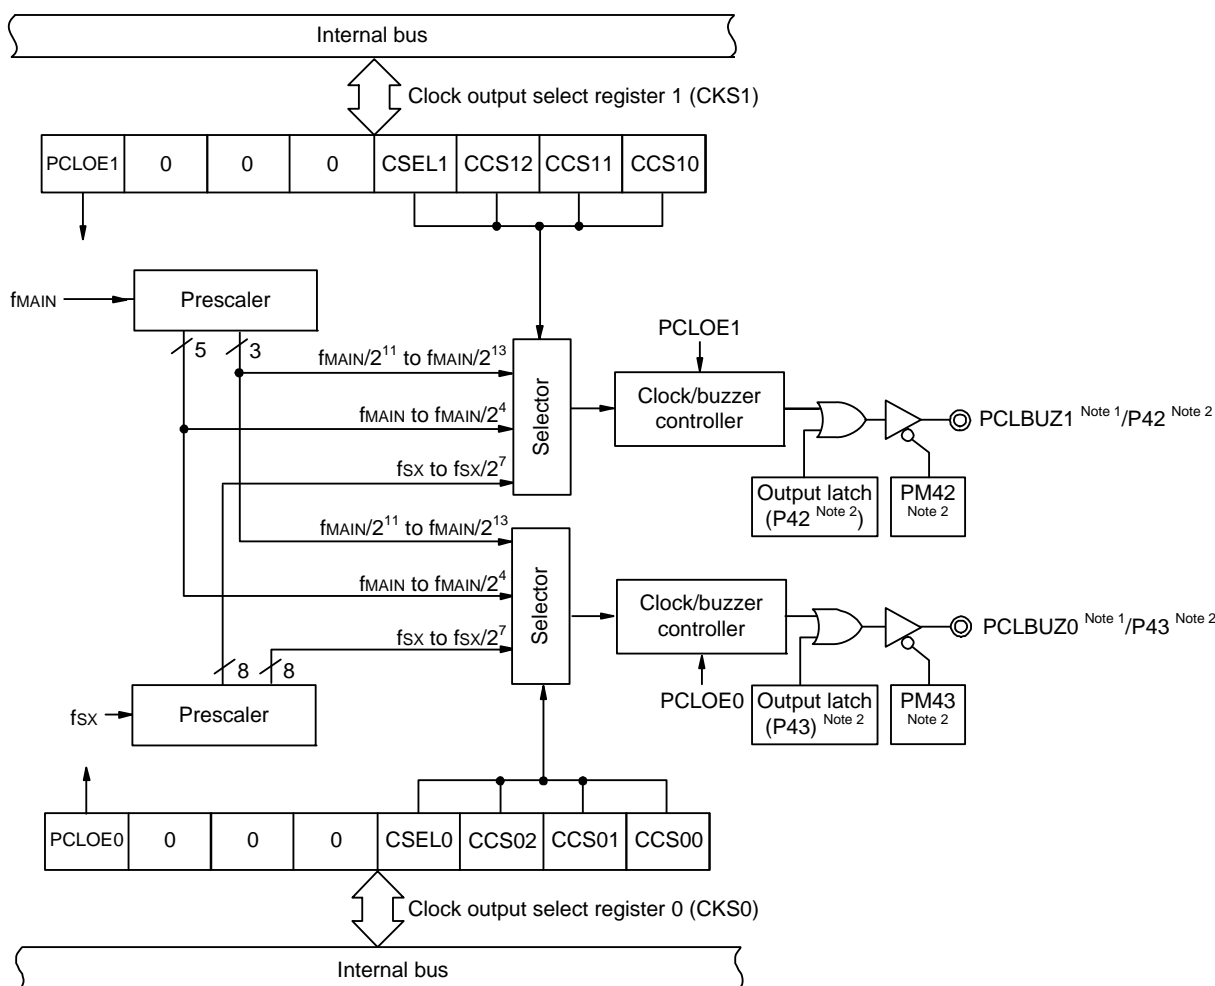 Internal bus
Clock output select register 1 (CKS1)
PCLOE1 0 0 0 CSEL1 CCS12 CCS11 CCS10
fMAIN
Prescaler
5 3
fMAIN/2^11 to fMAIN/2^13
fMAIN to fMAIN/2^4
fSX to fSX/2^7
Selector
PCLOE1
Clock/buzzer
controller
PCLBUZ1 Note 1/P42 Note 2
Output latch
(P42 Note 2)
PM42
Note 2
fMAIN/2^11 to fMAIN/2^13
fMAIN to fMAIN/2^4
fSX to fSX/2^7
Selector
Clock/buzzer
controller
PCLOE0
PCLBUZ0 Note 1/P43 Note 2
Output latch
(P43) Note 2
PM43
Note 2
8 8
fSX
Prescaler
PCLOE0 0 0 0 CSEL0 CCS02 CCS01 CCS00
Clock output select register 0 (CKS0)
Internal bus